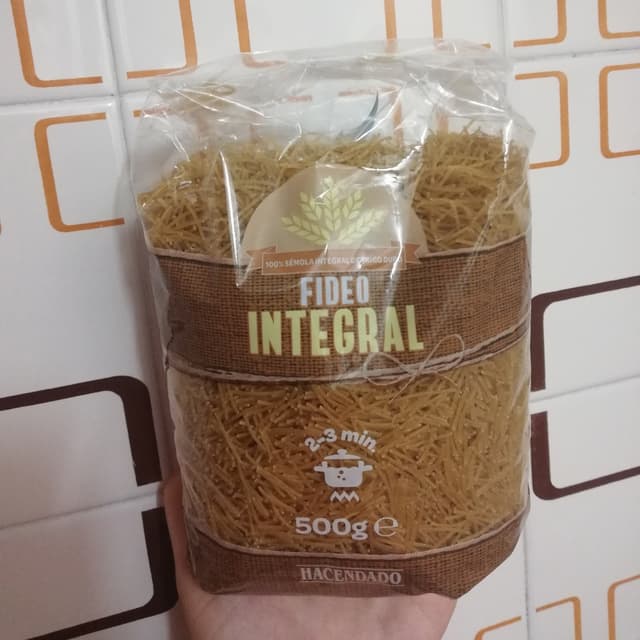 100% SÉMOLA INTEGRAL DE TRIGO DURO
FIDEO
INTEGRAL
2-3 min.
500g ℮
HACENDADO